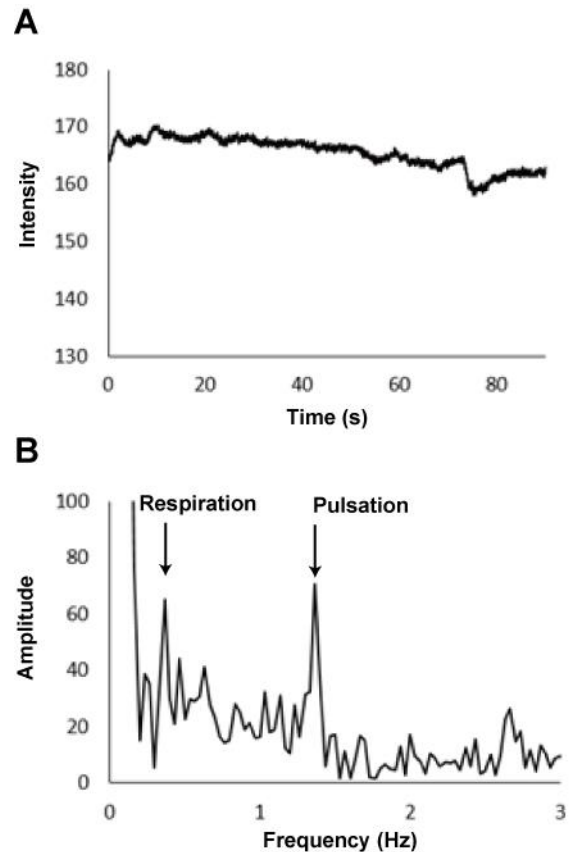 A
180
170
160
150
140
130
Intensity
0 20 40 60 80
Time (s)
B
Respiration Pulsation
100
80
60
40
20
0
Amplitude
0 1 2 3
Frequency (Hz)